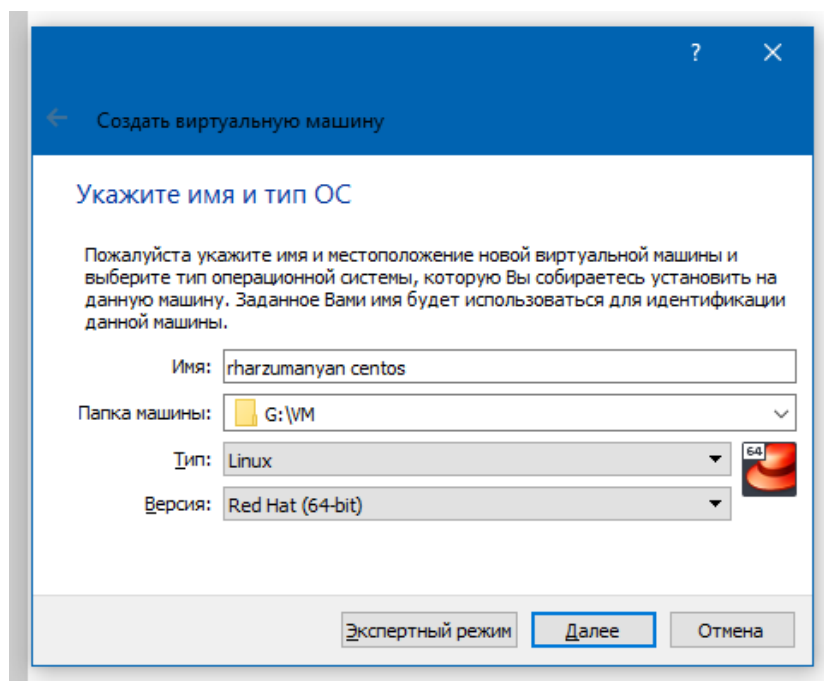 ?
Создать виртуальную машину
Укажите имя и тип ОС
Пожалуйста укажите имя и местоположение новой виртуальной машины и
выберите тип операционной системы, которую Вы собираетесь установить на
данную машину. Заданное Вами имя будет использоваться для идентификации
данной машины.
Имя: rharzumanyan centos
Папка машины: G:\VM
Тип: Linux
64
Версия: Red Hat (64-bit)
Экспертный режим Далее Отмена